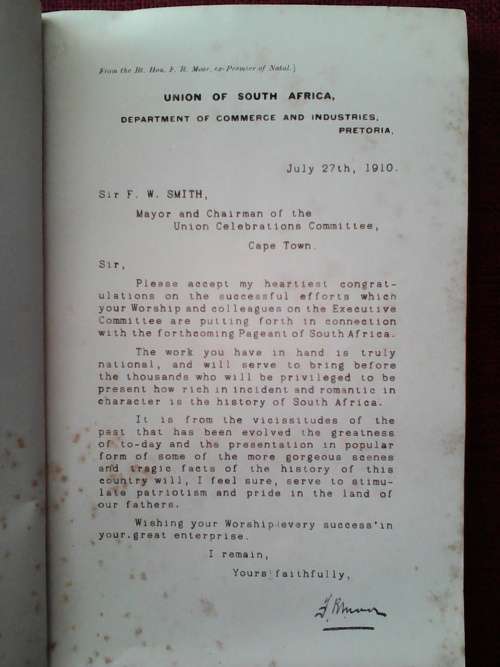 From the Rt. Hon. F. R. Moor, ex-Premier of Natal.]
UNION OF SOUTH AFRICA,
DEPARTMENT OF COMMERCE AND INDUSTRIES,
PRETORIA,
July 27th, 1910.
Sir F. W. SMITH,
Mayor and Chairman of the
Union Celebrations Committee,
Cape Town.
Sir,
Please accept my heartiest congrat-
ulations on the successful efforts which
your Worship and colleagues on the Executive
Committee are putting forth in connection
with the forthcoming Pageant of South Africa.
The work you have in hand is truly
national, and will serve to bring before
the thousands who will be privileged to be
present how rich in incident and romantic in
character is the history of South Africa.
It is from the vicissitudes of the
past that has been evolved the greatness
of to-day and the presentation in popular
form of some of the more gorgeous scenes
and tragic facts of the history of this
country will, I feel sure, serve to stimu-
late patriotism and pride in the land of
our fathers.
Wishing your Worship every success in
your great enterprise.
I remain,
Yours faithfully,
F R Moor